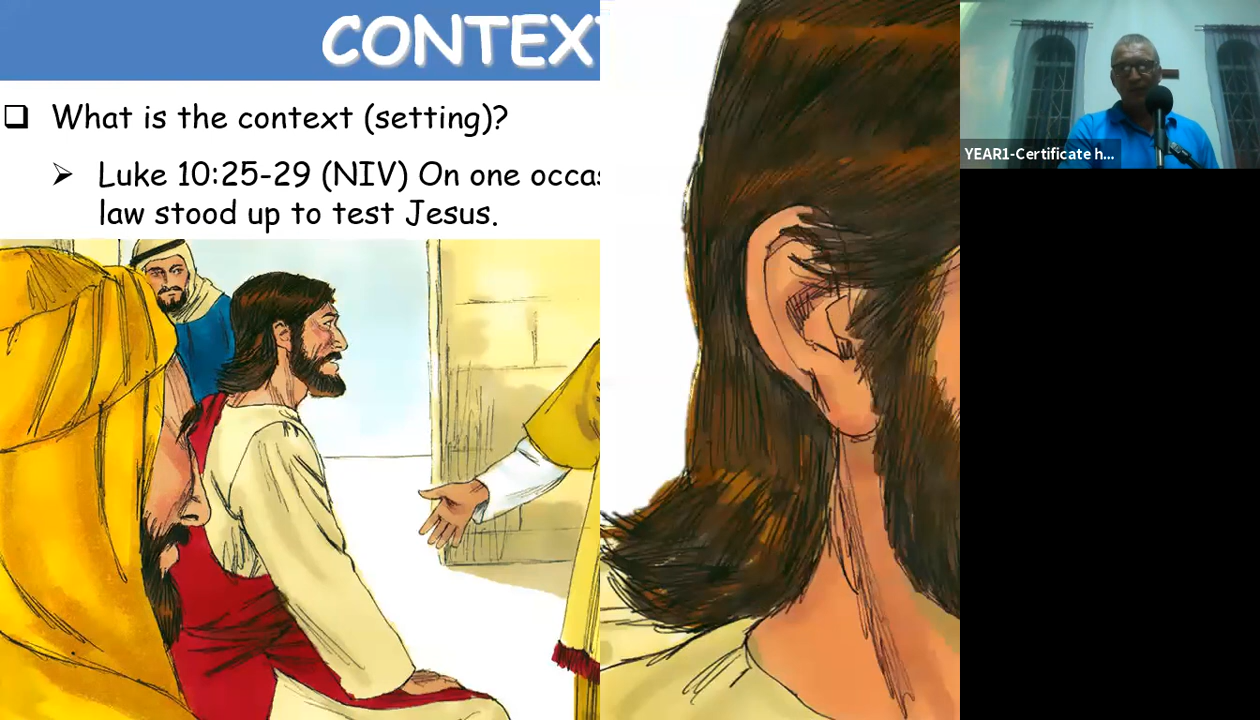 CONTEX
What is the context (setting)?
Luke 10:25-29 (NIV) On one occas
law stood up to test Jesus.
YEAR1-Certificate h...